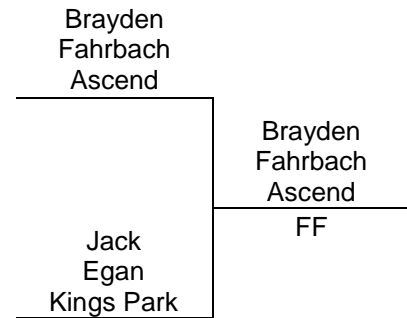 Brayden
Fahrbach
Ascend
Brayden
Fahrbach
Ascend
FF
Jack
Egan
Kings Park